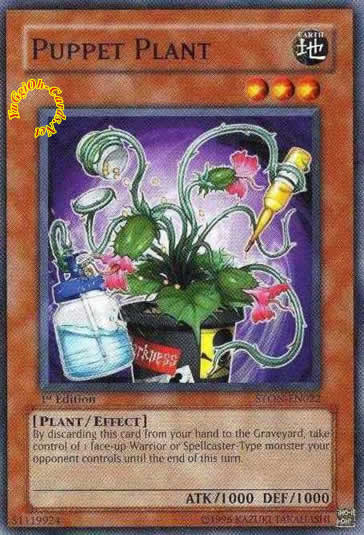 PUPPET PLANT
EARTH
地
YuGiOh-Cards.Net
ARKNESS
1st Edition
STON-EN022
[PLANT/EFFECT]
By discarding this card from your hand to the Graveyard, take
control of 1 face-up Warrior or Spellcaster-Type monster your
opponent controls until the end of this turn.
ATK/1000 DEF/1000
51119924
©1996 KAZUKI TAKAHASHI